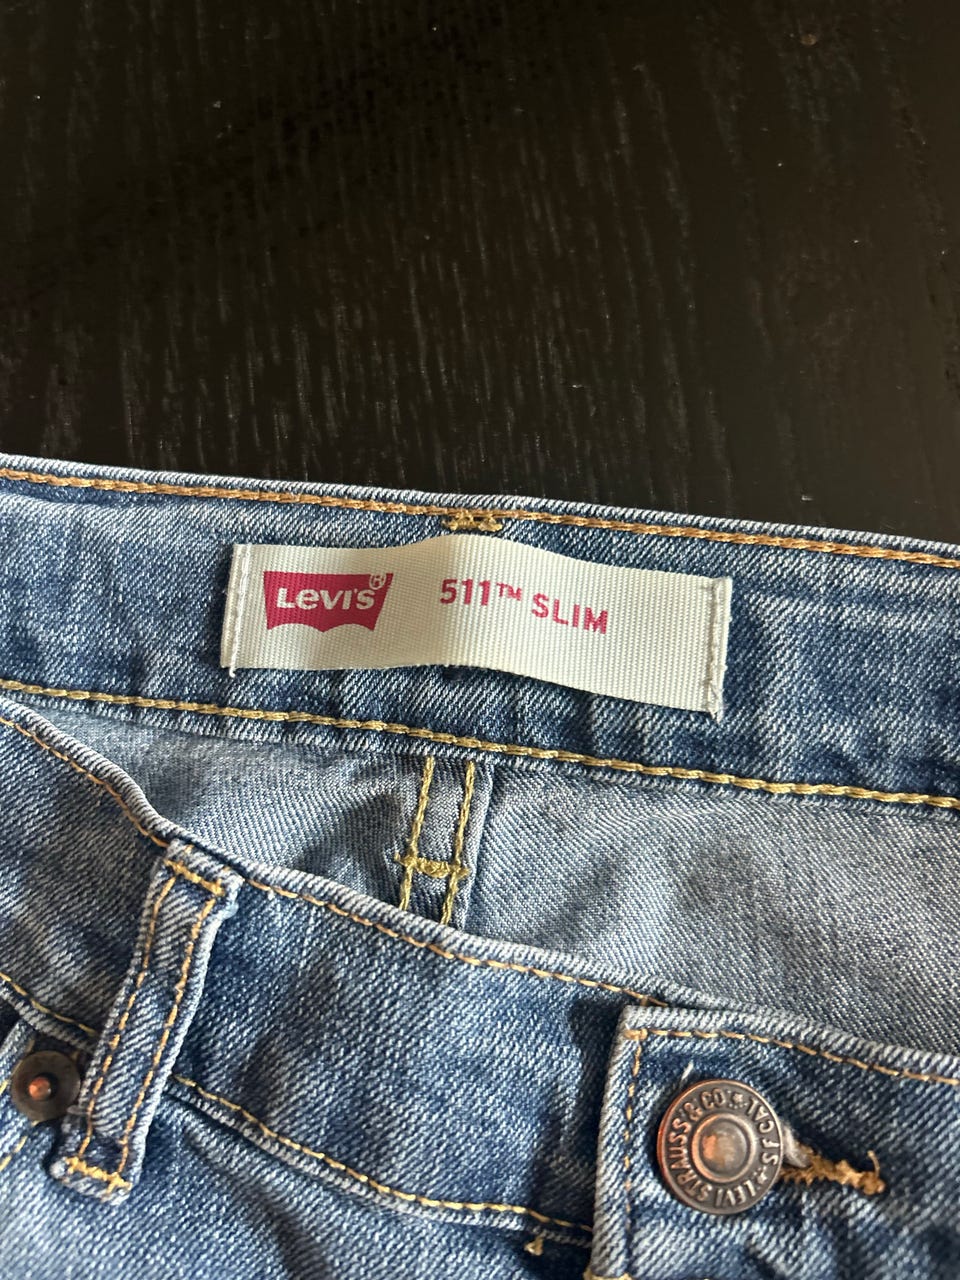 LEVI'S® 511™ SLIM
LEVI STRAUSS & CO. S.F. CAL